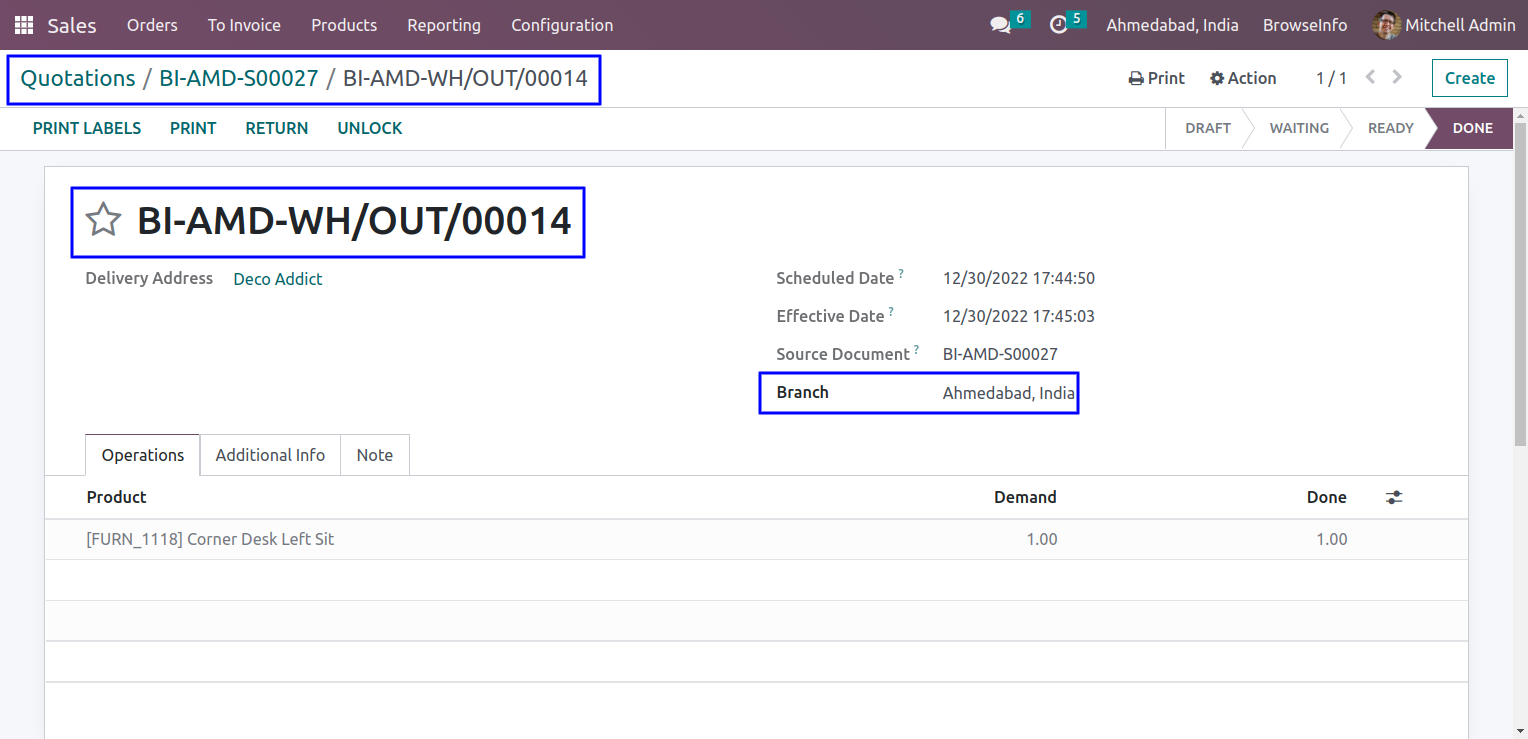 Sales Orders To Invoice Products Reporting Configuration 6 5 Ahmedabad, India BrowseInfo Mitchell Admin
Quotations / BI-AMD-S00027 / BI-AMD-WH/OUT/00014 Print Action 1 / 1 Create
PRINT LABELS PRINT RETURN UNLOCK DRAFT WAITING READY DONE
BI-AMD-WH/OUT/00014
Delivery Address Deco Addict
Scheduled Date ? 12/30/2022 17:44:50
Effective Date ? 12/30/2022 17:45:03
Source Document ? BI-AMD-S00027
Branch Ahmedabad, India
Operations Additional Info Note
Product Demand Done
[FURN_1118] Corner Desk Left Sit 1.00 1.00